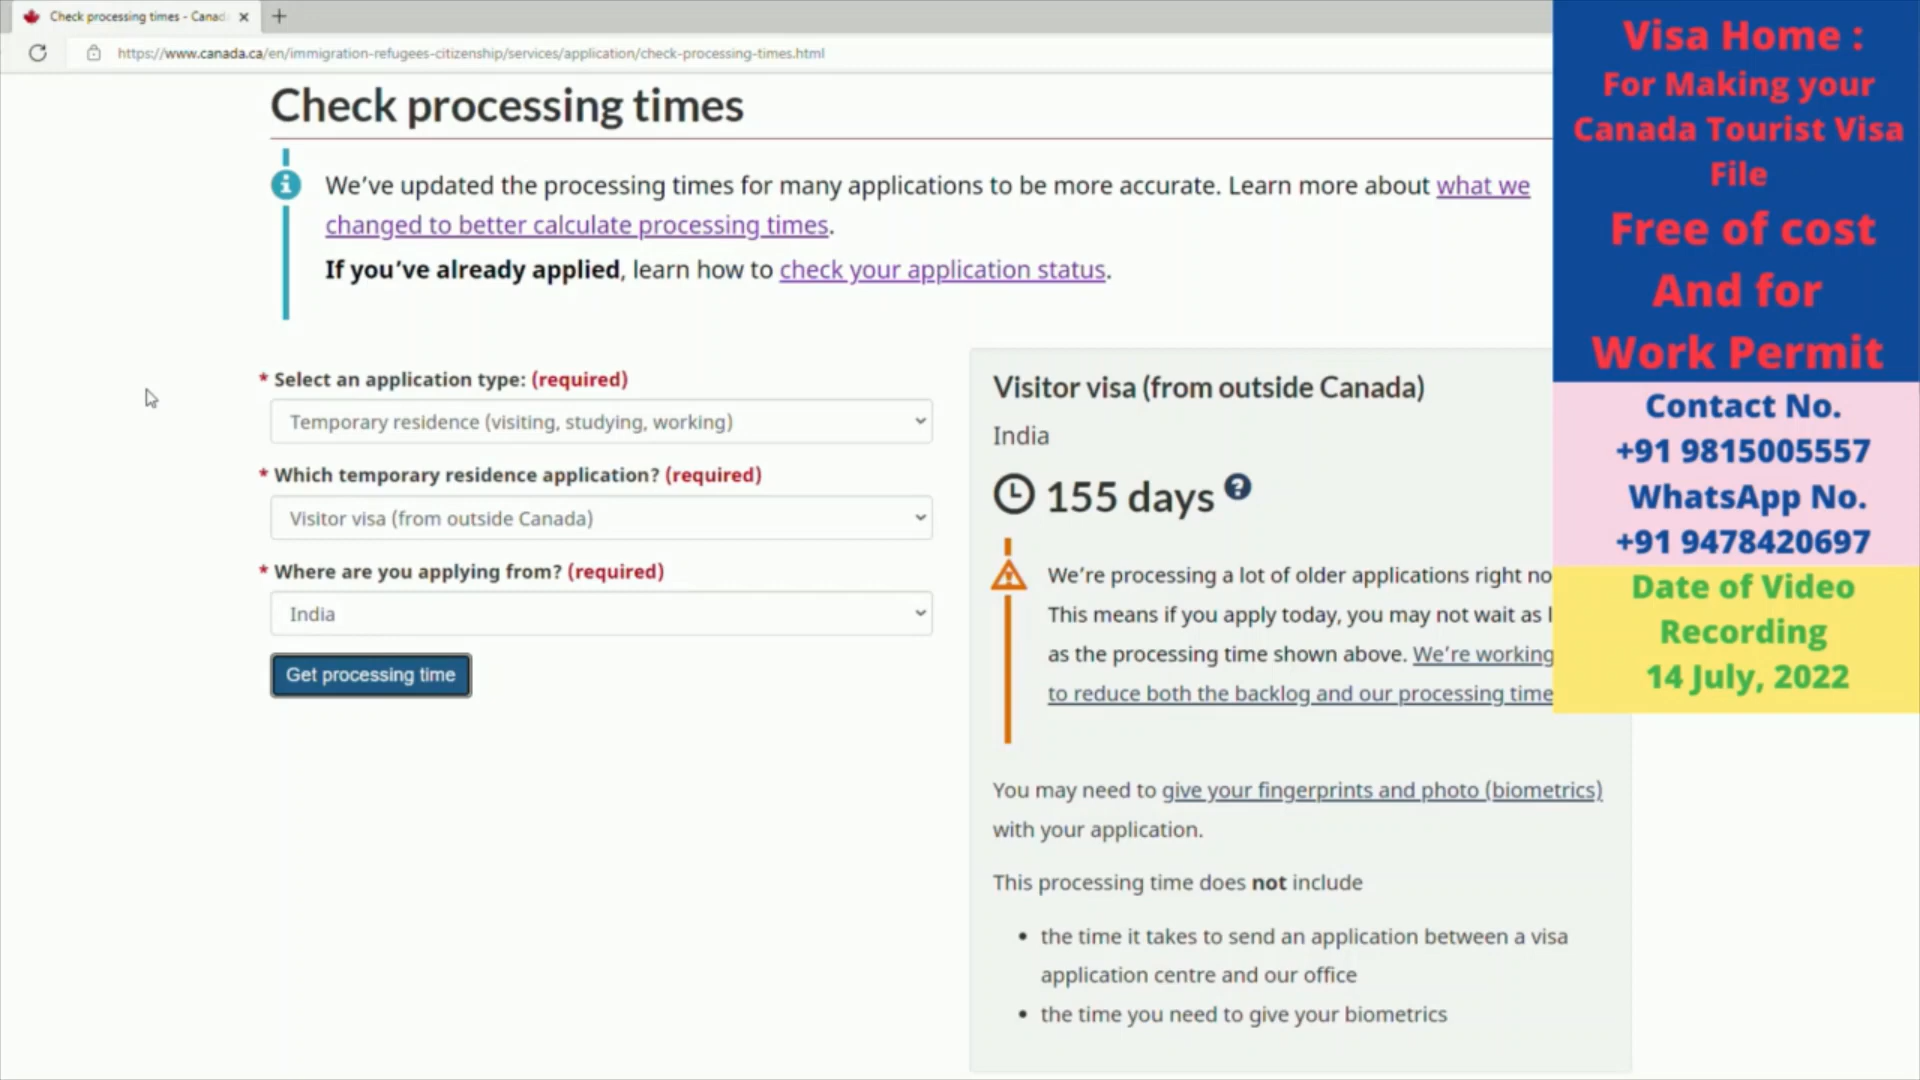 Check processing times - Canad
https://www.canada.ca/en/immigration-refugees-citizenship/services/application/check-processing-times.html
Check processing times
We've updated the processing times for many applications to be more accurate. Learn more about what we
changed to better calculate processing times.
If you've already applied, learn how to check your application status.
* Select an application type: (required)
Temporary residence (visiting, studying, working)
* Which temporary residence application? (required)
Visitor visa (from outside Canada)
* Where are you applying from? (required)
India
Get processing time
Visitor visa (from outside Canada)
India
155 days
We're processing a lot of older applications right no
This means if you apply today, you may not wait as l
as the processing time shown above. We're working
to reduce both the backlog and our processing time
You may need to give your fingerprints and photo (biometrics)
with your application.
This processing time does not include
• the time it takes to send an application between a visa
application centre and our office
• the time you need to give your biometrics
Visa Home :
For Making your
Canada Tourist Visa
File
Free of cost
And for
Work Permit
Contact No.
+91 9815005557
WhatsApp No.
+91 9478420697
Date of Video
Recording
14 July, 2022